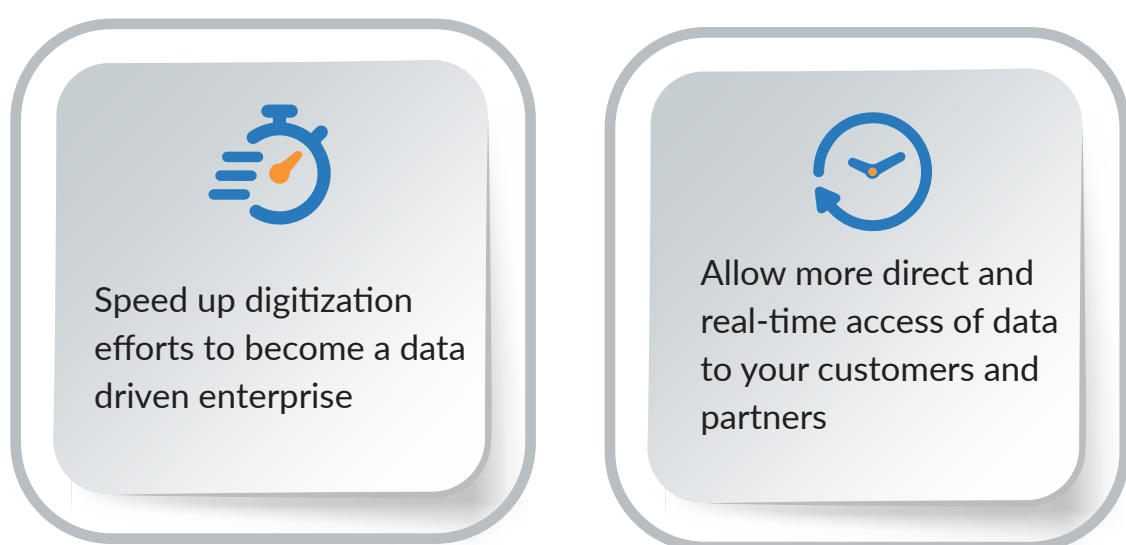 Speed up digitization
efforts to become a data
driven enterprise
Allow more direct and
real-time access of data
to your customers and
partners